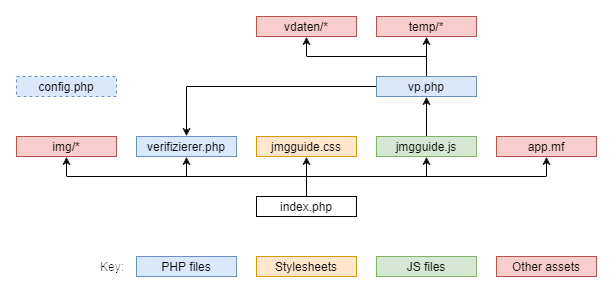 vdaten/*
temp/*
config.php
vp.php
img/*
verifizierer.php
jmgguide.css
jmgguide.js
app.mf
index.php
Key:
PHP files
Stylesheets
JS files
Other assets